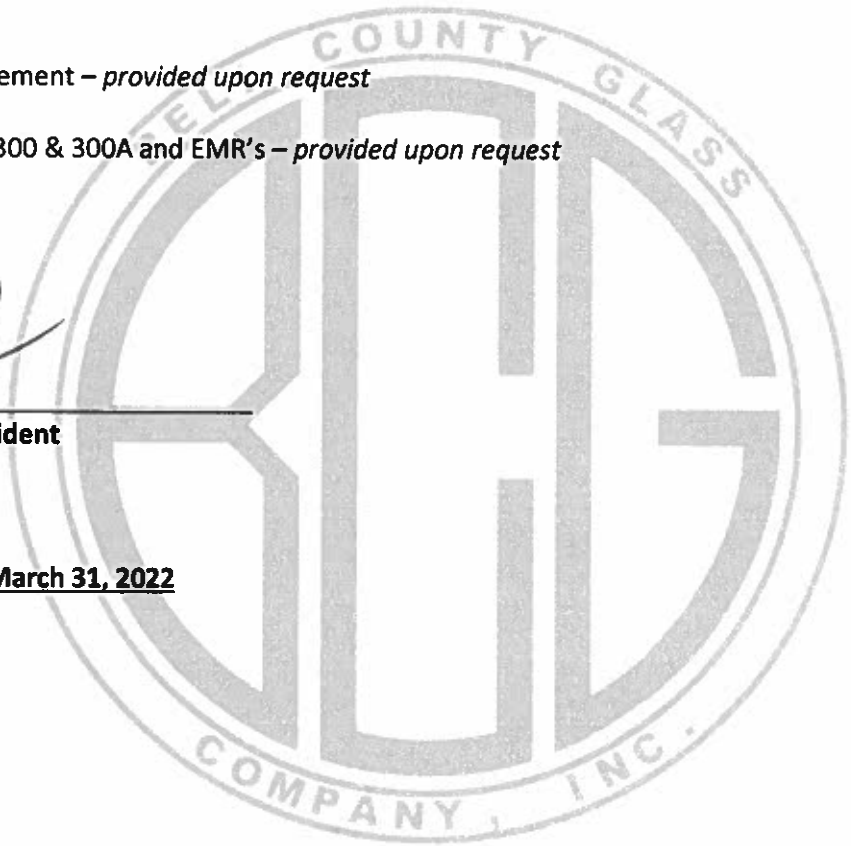 ement – provided upon request
300 & 300A and EMR's – provided upon request
ident
March 31, 2022
BELL COUNTY GLASS
COMPANY, INC.
BCG